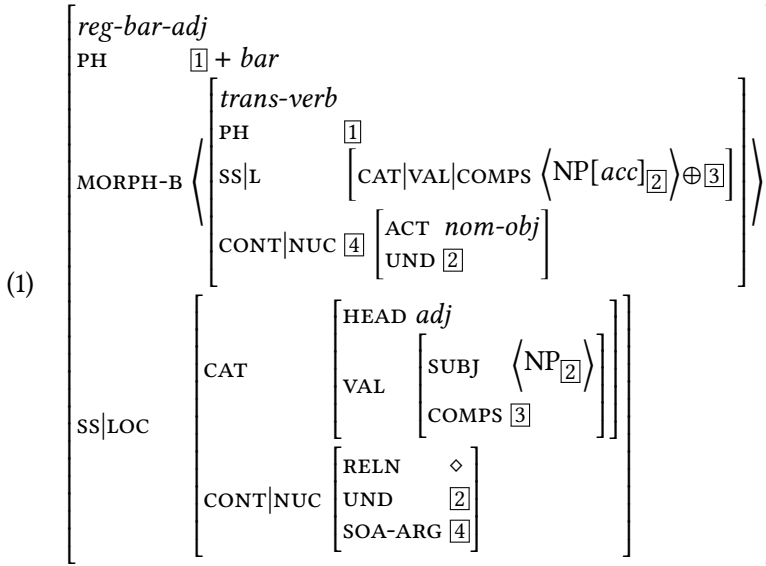 reg-bar-adj
PH 1 + bar
trans-verb
PH 1
MORPH-B ⟨ SS|L [CAT|VAL|COMPS ⟨NP[acc]2⟩⊕3] ⟩
CONT|NUC 4 [ACT nom-obj
UND 2]
(1)
HEAD adj
CAT
SUBJ ⟨NP2⟩
VAL
COMPS 3
SS|LOC
RELN ⋄
CONT|NUC UND 2
SOA-ARG 4